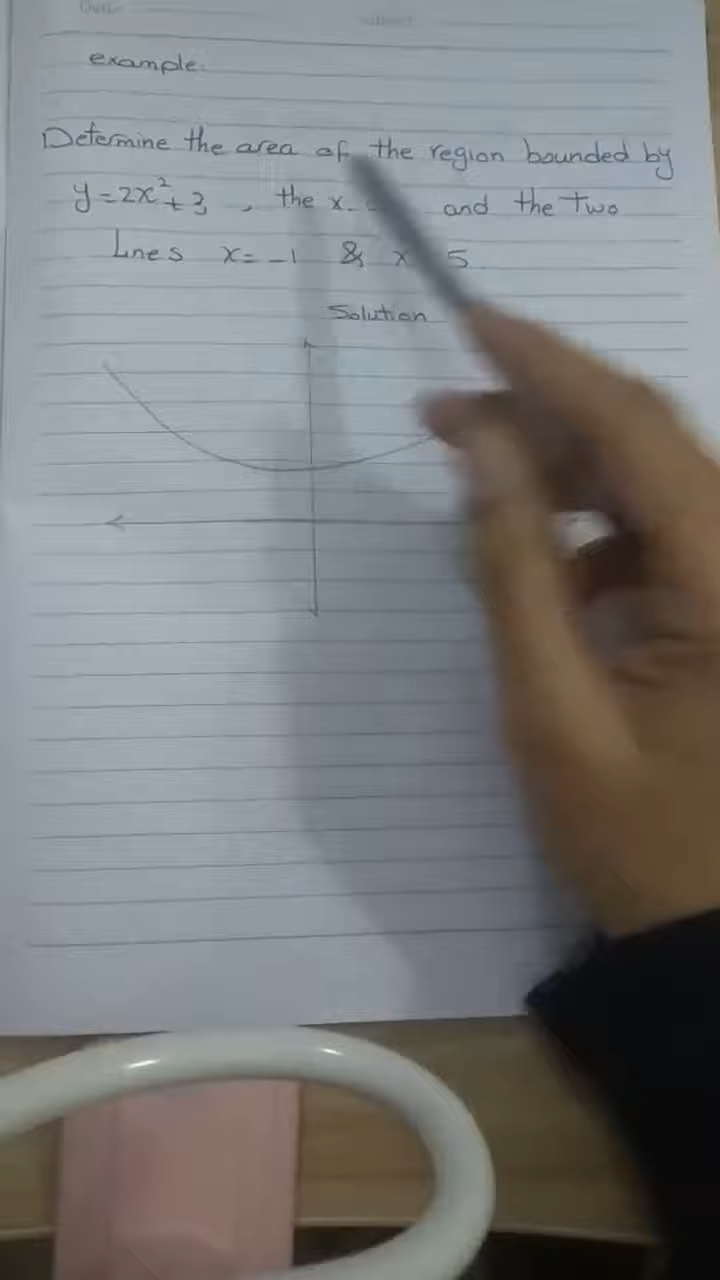 example.
Determine the area of the region bounded by
y=2x²+3, the x- and the two
Lines x=-1 & x 5
Solution